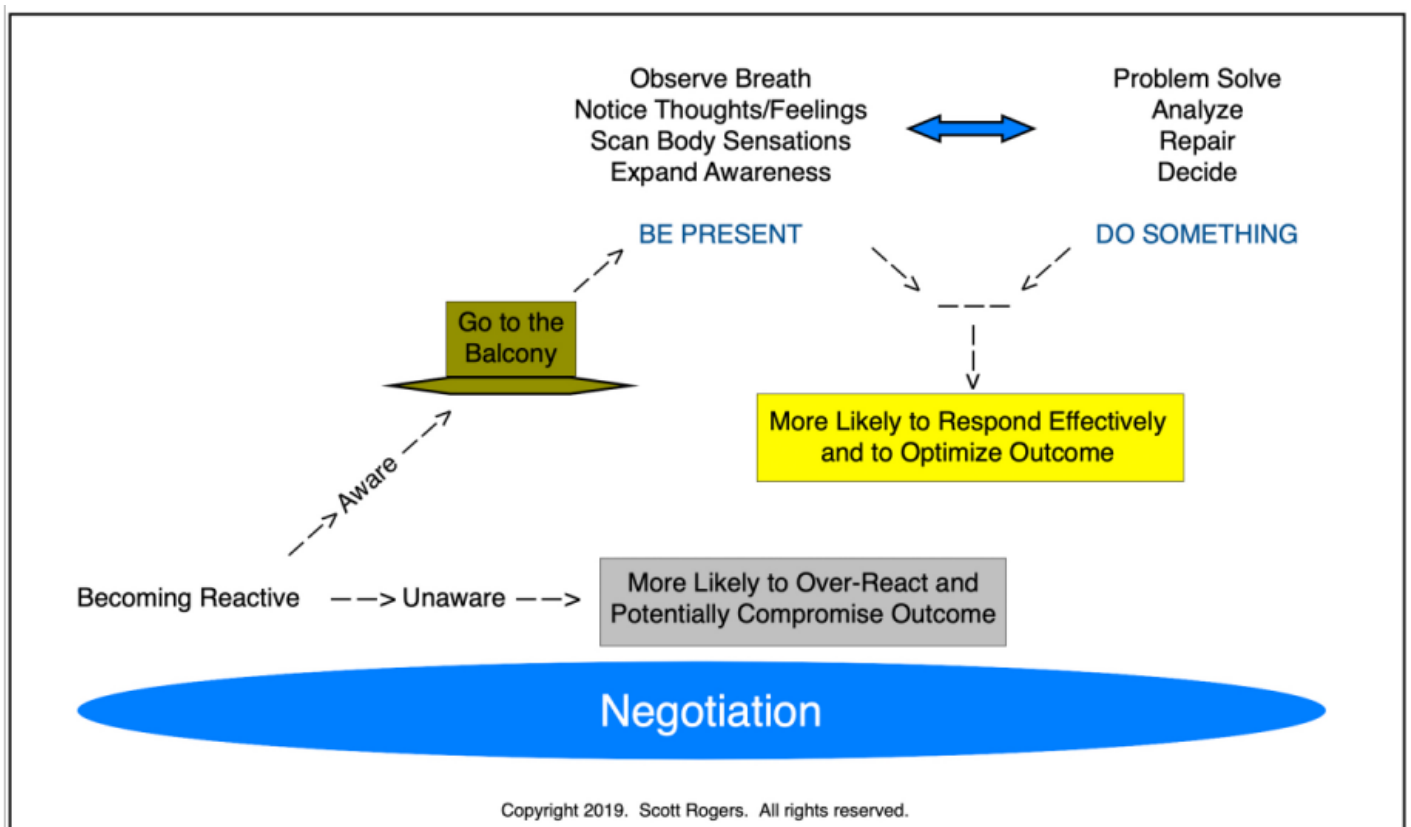 Observe Breath
Notice Thoughts/Feelings
Scan Body Sensations
Expand Awareness
Problem Solve
Analyze
Repair
Decide
BE PRESENT
DO SOMETHING
Go to the
Balcony
More Likely to Respond Effectively
and to Optimize Outcome
Aware
Becoming Reactive
Unaware
More Likely to Over-React and
Potentially Compromise Outcome
Negotiation
Copyright 2019. Scott Rogers. All rights reserved.